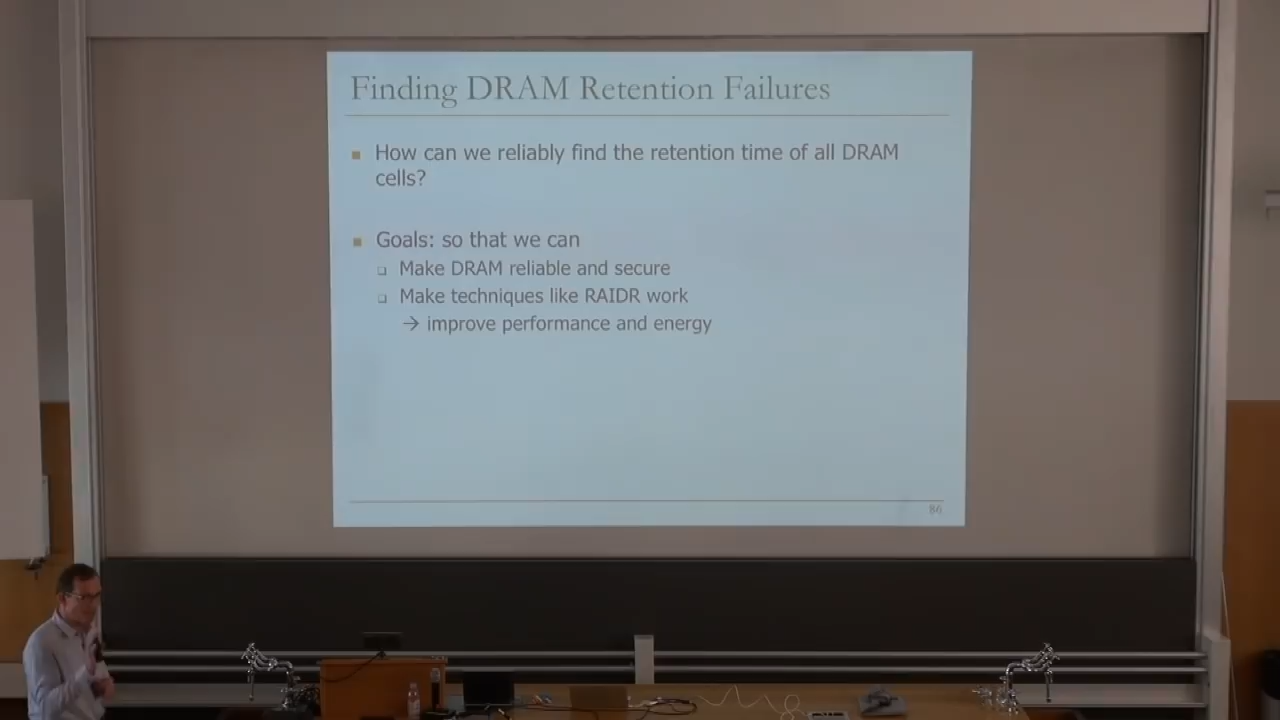 Finding DRAM Retention Failures
How can we reliably find the retention time of all DRAM
cells?
Goals: so that we can
Make DRAM reliable and secure
Make techniques like RAIDR work
→ improve performance and energy
86